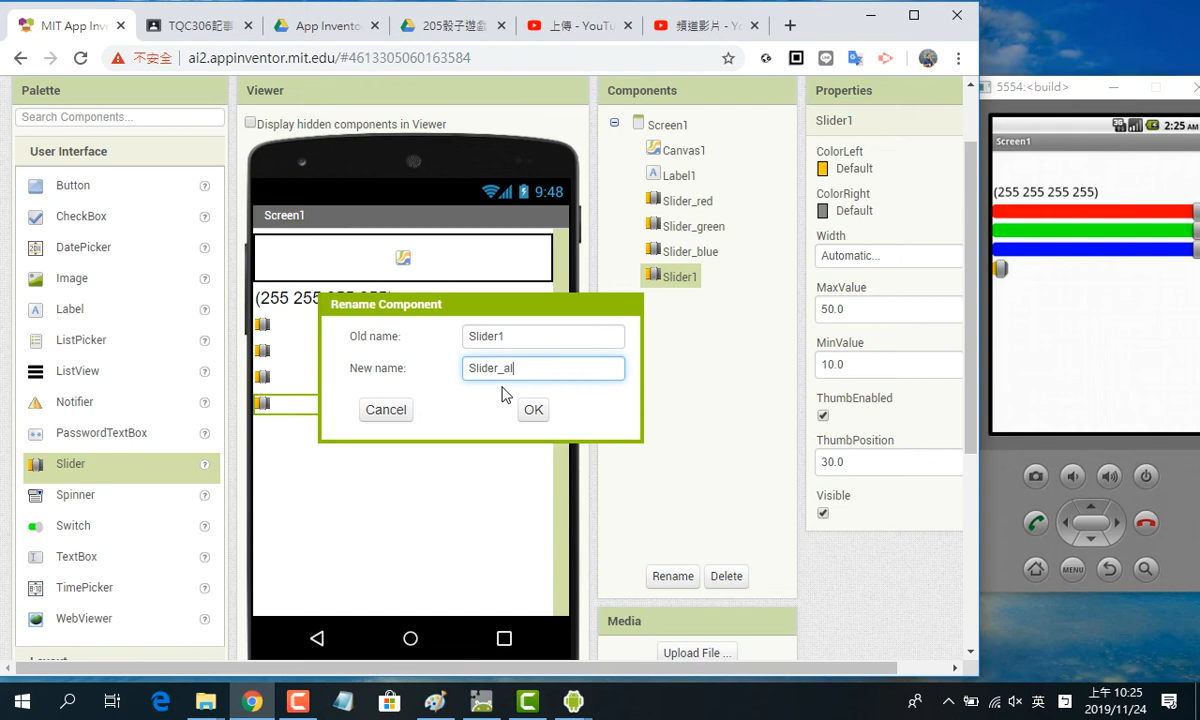 MIT App Inv
TQC306記事
App Invento
205骰子遊戲
上傳 - YouTu
頻道影片 - Yo
不安全
ai2.appinventor.mit.edu/#4613305060163584
Palette
Search Components...
User Interface
Button
CheckBox
DatePicker
Image
Label
ListPicker
ListView
Notifier
PasswordTextBox
Slider
Spinner
Switch
TextBox
TimePicker
WebViewer
Viewer
Display hidden components in Viewer
9:48
Screen1
(255 255 255 255)
Rename Component
Old name:
Slider1
New name:
Slider_al
Cancel
OK
Components
Screen1
Canvas1
Label1
Slider_red
Slider_green
Slider_blue
Slider1
Rename
Delete
Media
Upload File ...
Properties
Slider1
ColorLeft
Default
ColorRight
Default
Width
Automatic...
MaxValue
50.0
MinValue
10.0
ThumbEnabled
ThumbPosition
30.0
Visible
5554:<build>
2:25 AM
Screen1
(255 255 255 255)
MENU
英
上午 10:25
2019/11/24